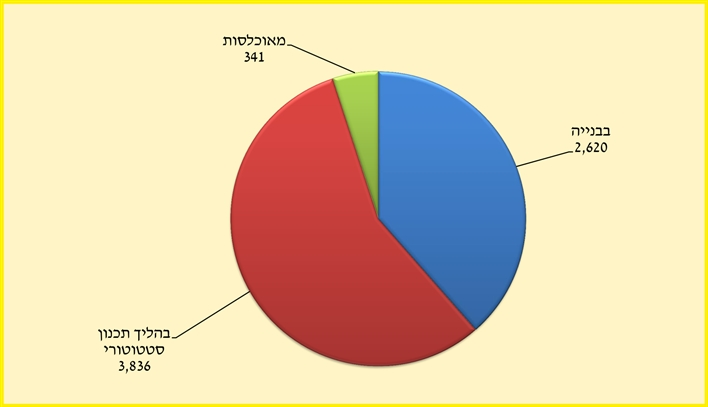 מאוכלסות
341
בבנייה
2,620
בהליך תכנון
סטטוטורי
3,836